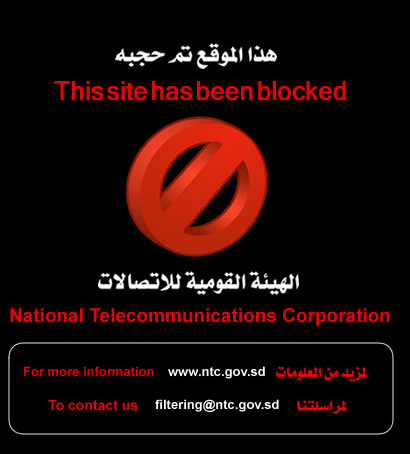 هذا الموقع تم حجبه
This site has been blocked
الهيئة القومية للاتصالات
National Telecommunications Corporation
For more information www.ntc.gov.sd لمزيد من المعلومات
To contact us filtering@ntc.gov.sd لمراسلتنا